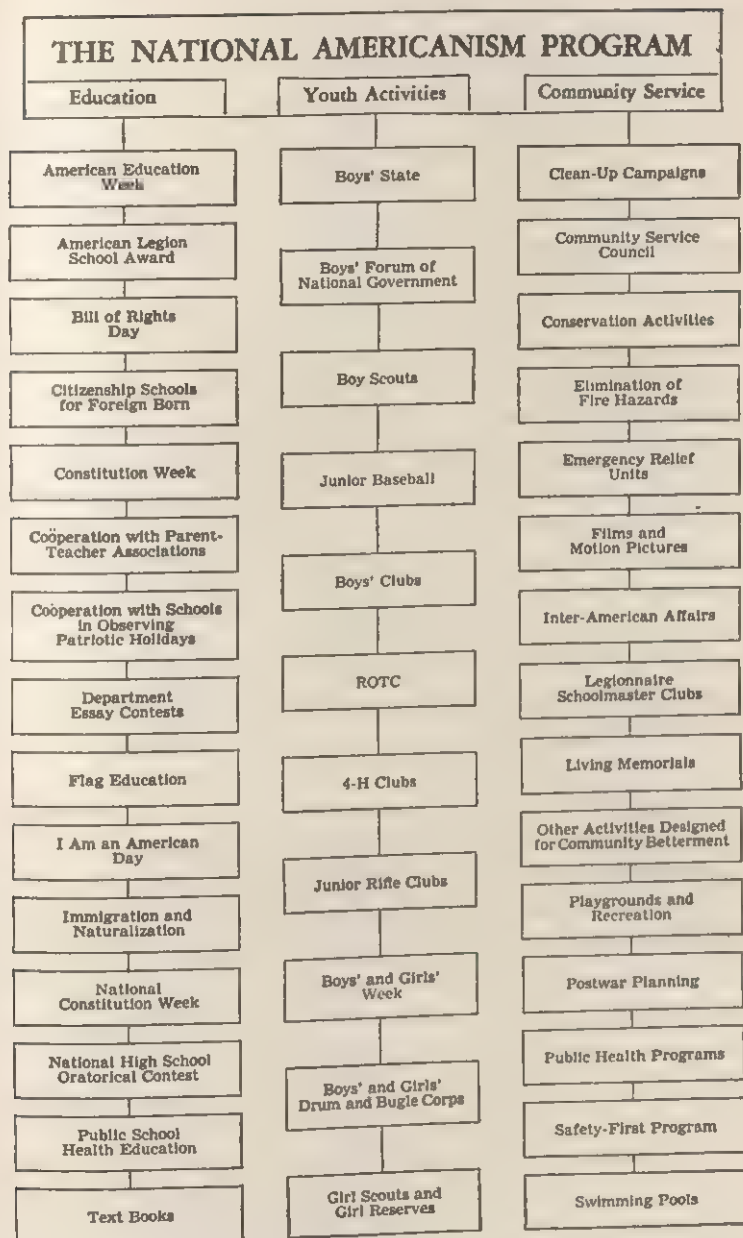 THE NATIONAL AMERICANISM PROGRAM
Education
American Education
Week
American Legion
School Award
Bill of Rights
Day
Citizenship Schools
for Foreign Born
Constitution Week
Coöperation with Parent-
Teacher Associations
Coöperation with Schools
in Observing
Patriotic Holidays
Department
Essay Contests
Flag Education
I Am an American
Day
Immigration and
Naturalization
National
Constitution Week
National High School
Oratorical Contest
Public School
Health Education
Text Books
Youth Activities
Boys' State
Boys' Forum of
National Government
Boy Scouts
Junior Baseball
Boys' Clubs
ROTC
4-H Clubs
Junior Rifle Clubs
Boys' and Girls'
Week
Boys' and Girls'
Drum and Bugle Corps
Girl Scouts and
Girl Reserves
Community Service
Clean-Up Campaigns
Community Service
Council
Conservation Activities
Elimination of
Fire Hazards
Emergency Relief
Units
Films and
Motion Pictures
Inter-American Affairs
Legionnaire
Schoolmaster Clubs
Living Memorials
Other Activities Designed
for Community Betterment
Playgrounds and
Recreation
Postwar Planning
Public Health Programs
Safety-First Program
Swimming Pools